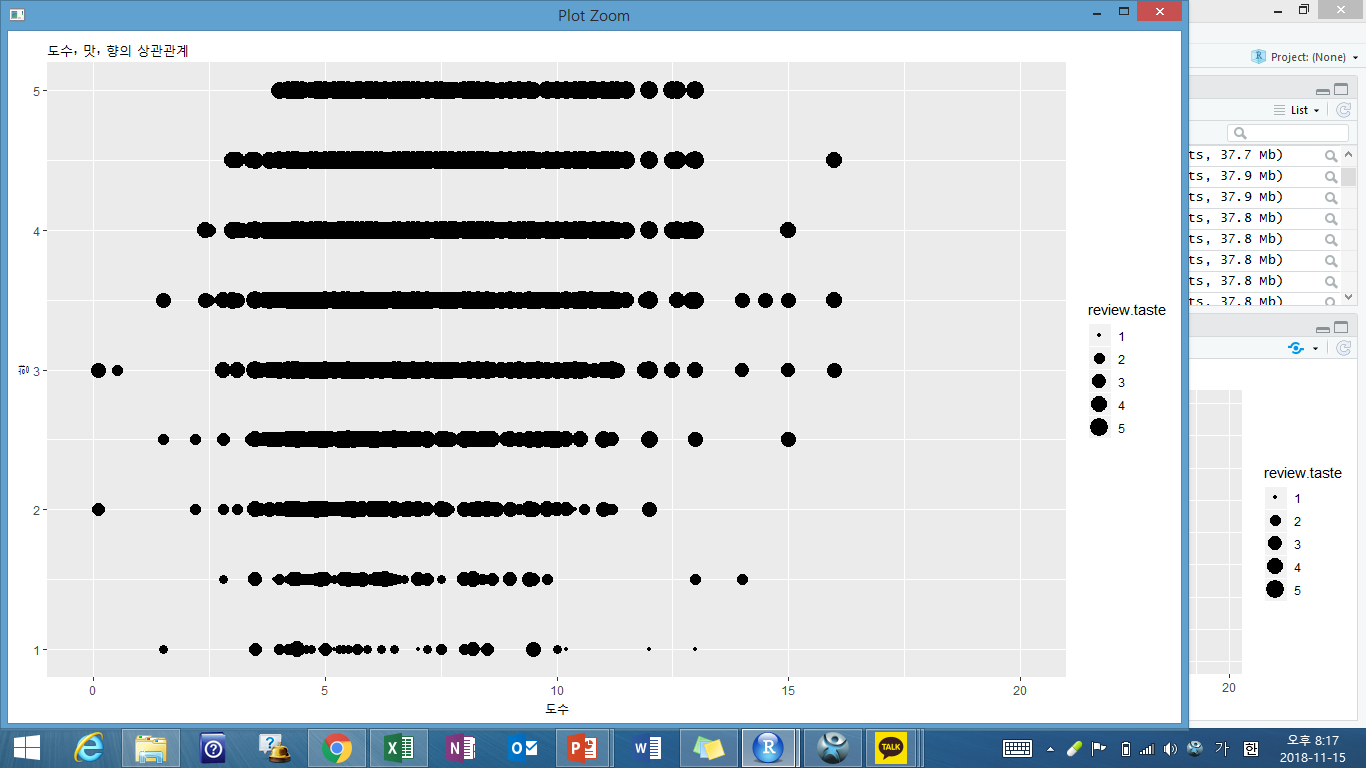 Plot Zoom
도수, 맛, 향의 상관관계
5
4
3
2
1
향
0
5
10
15
20
도수
review.taste
1
2
3
4
5
Project: (None)
List
ts, 37.7 Mb)
ts, 37.9 Mb)
ts, 37.9 Mb)
ts, 37.8 Mb)
ts, 37.8 Mb)
ts, 37.8 Mb)
ts, 37.8 Mb)
ts, 37.8 Mb)
review.taste
1
2
3
4
5
20
TALK
가
한
오후 8:17
2018-11-15